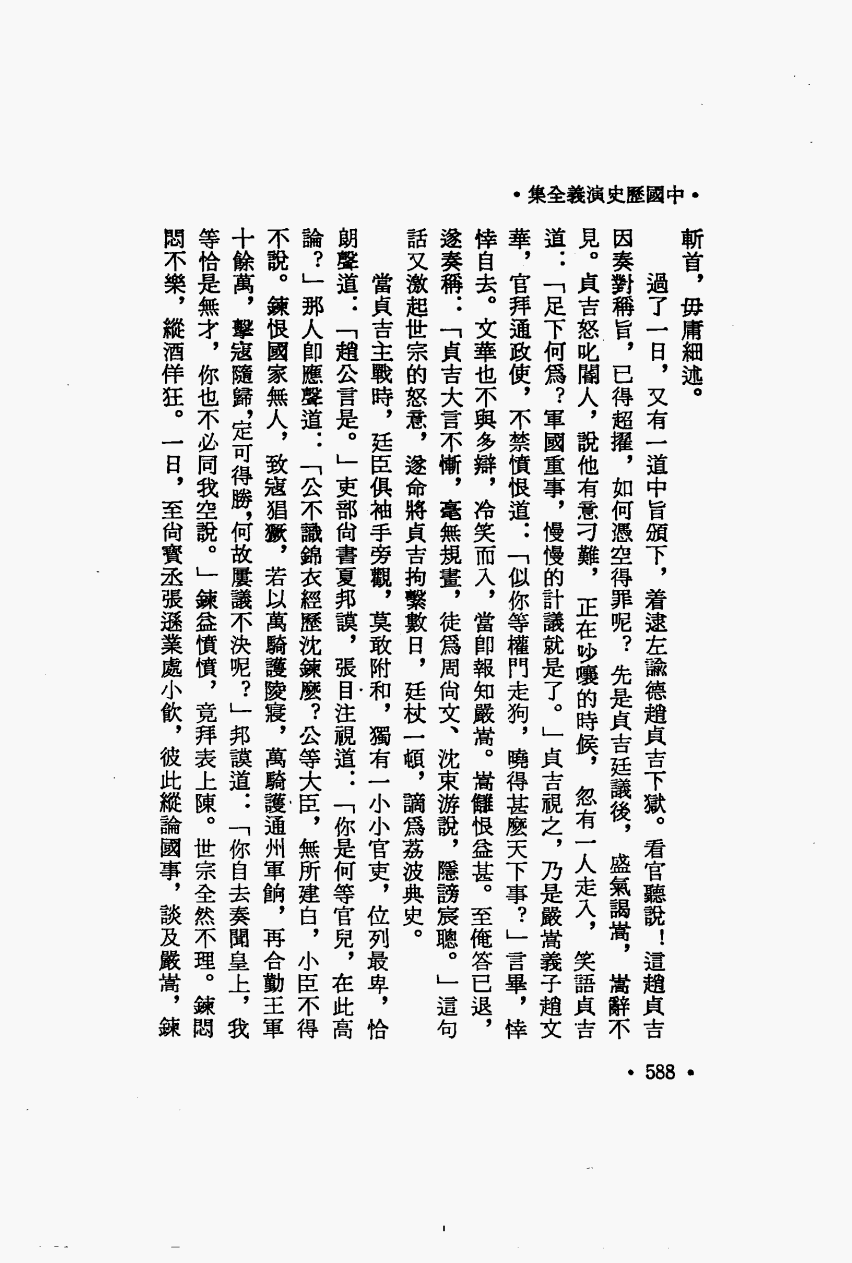 •中國歷史演義全集•
斬首，毋庸細述。
過了一日，又有一道中旨頒下，着逮左諭德趙貞吉下獄。看官聽說！這趙貞吉
因奏對稱旨，已得超擢，如何憑空得罪呢？先是貞吉廷議後，盛氣謁嵩，嵩辭不
見。貞吉怒叱閽人，說他有意刁難，正在吵嚷的時候，忽有一人走入，笑語貞吉
道：「足下何爲？軍國重事，慢慢的計議就是了。」貞吉視之，乃是嚴嵩義子趙文
華，官拜通政使，不禁憤恨道：「似你等權門走狗，曉得甚麽天下事？」言畢，悻
悻自去。文華也不與多辯，冷笑而入，當卽報知嚴嵩。嵩讎恨益甚。至俺答已退，
遂奏稱：「貞吉大言不慚，毫無規畫，徒爲周尙文、沈束游說，隱謗宸聰。」這句
話又激起世宗的怒意，遂命將貞吉拘繫數日，廷杖一頓，謫爲荔波典史。
當貞吉主戰時，廷臣俱袖手旁觀，莫敢附和，獨有一小小官吏，位列最卑，恰
朗聲道：「趙公言是。」吏部尙書夏邦謨，張目注視道：「你是何等官兒，在此高
論？」那人卽應聲道：「公不識錦衣經歷沈鍊麽？公等大臣，無所建白，小臣不得
不說。鍊恨國家無人，致寇猖獗，若以萬騎護陵寢，萬騎護通州軍餉，再合勤王軍
十餘萬，擊寇隨歸，定可得勝，何故屢議不決呢？」邦謨道：「你自去奏聞皇上，我
等恰是無才，你也不必同我空說。」鍊益憤憤，竟拜表上陳。世宗全然不理。鍊悶
悶不樂，縱酒佯狂。一日，至尙寶丞張遜業處小飮，彼此縱論國事，談及嚴嵩，鍊
•588•